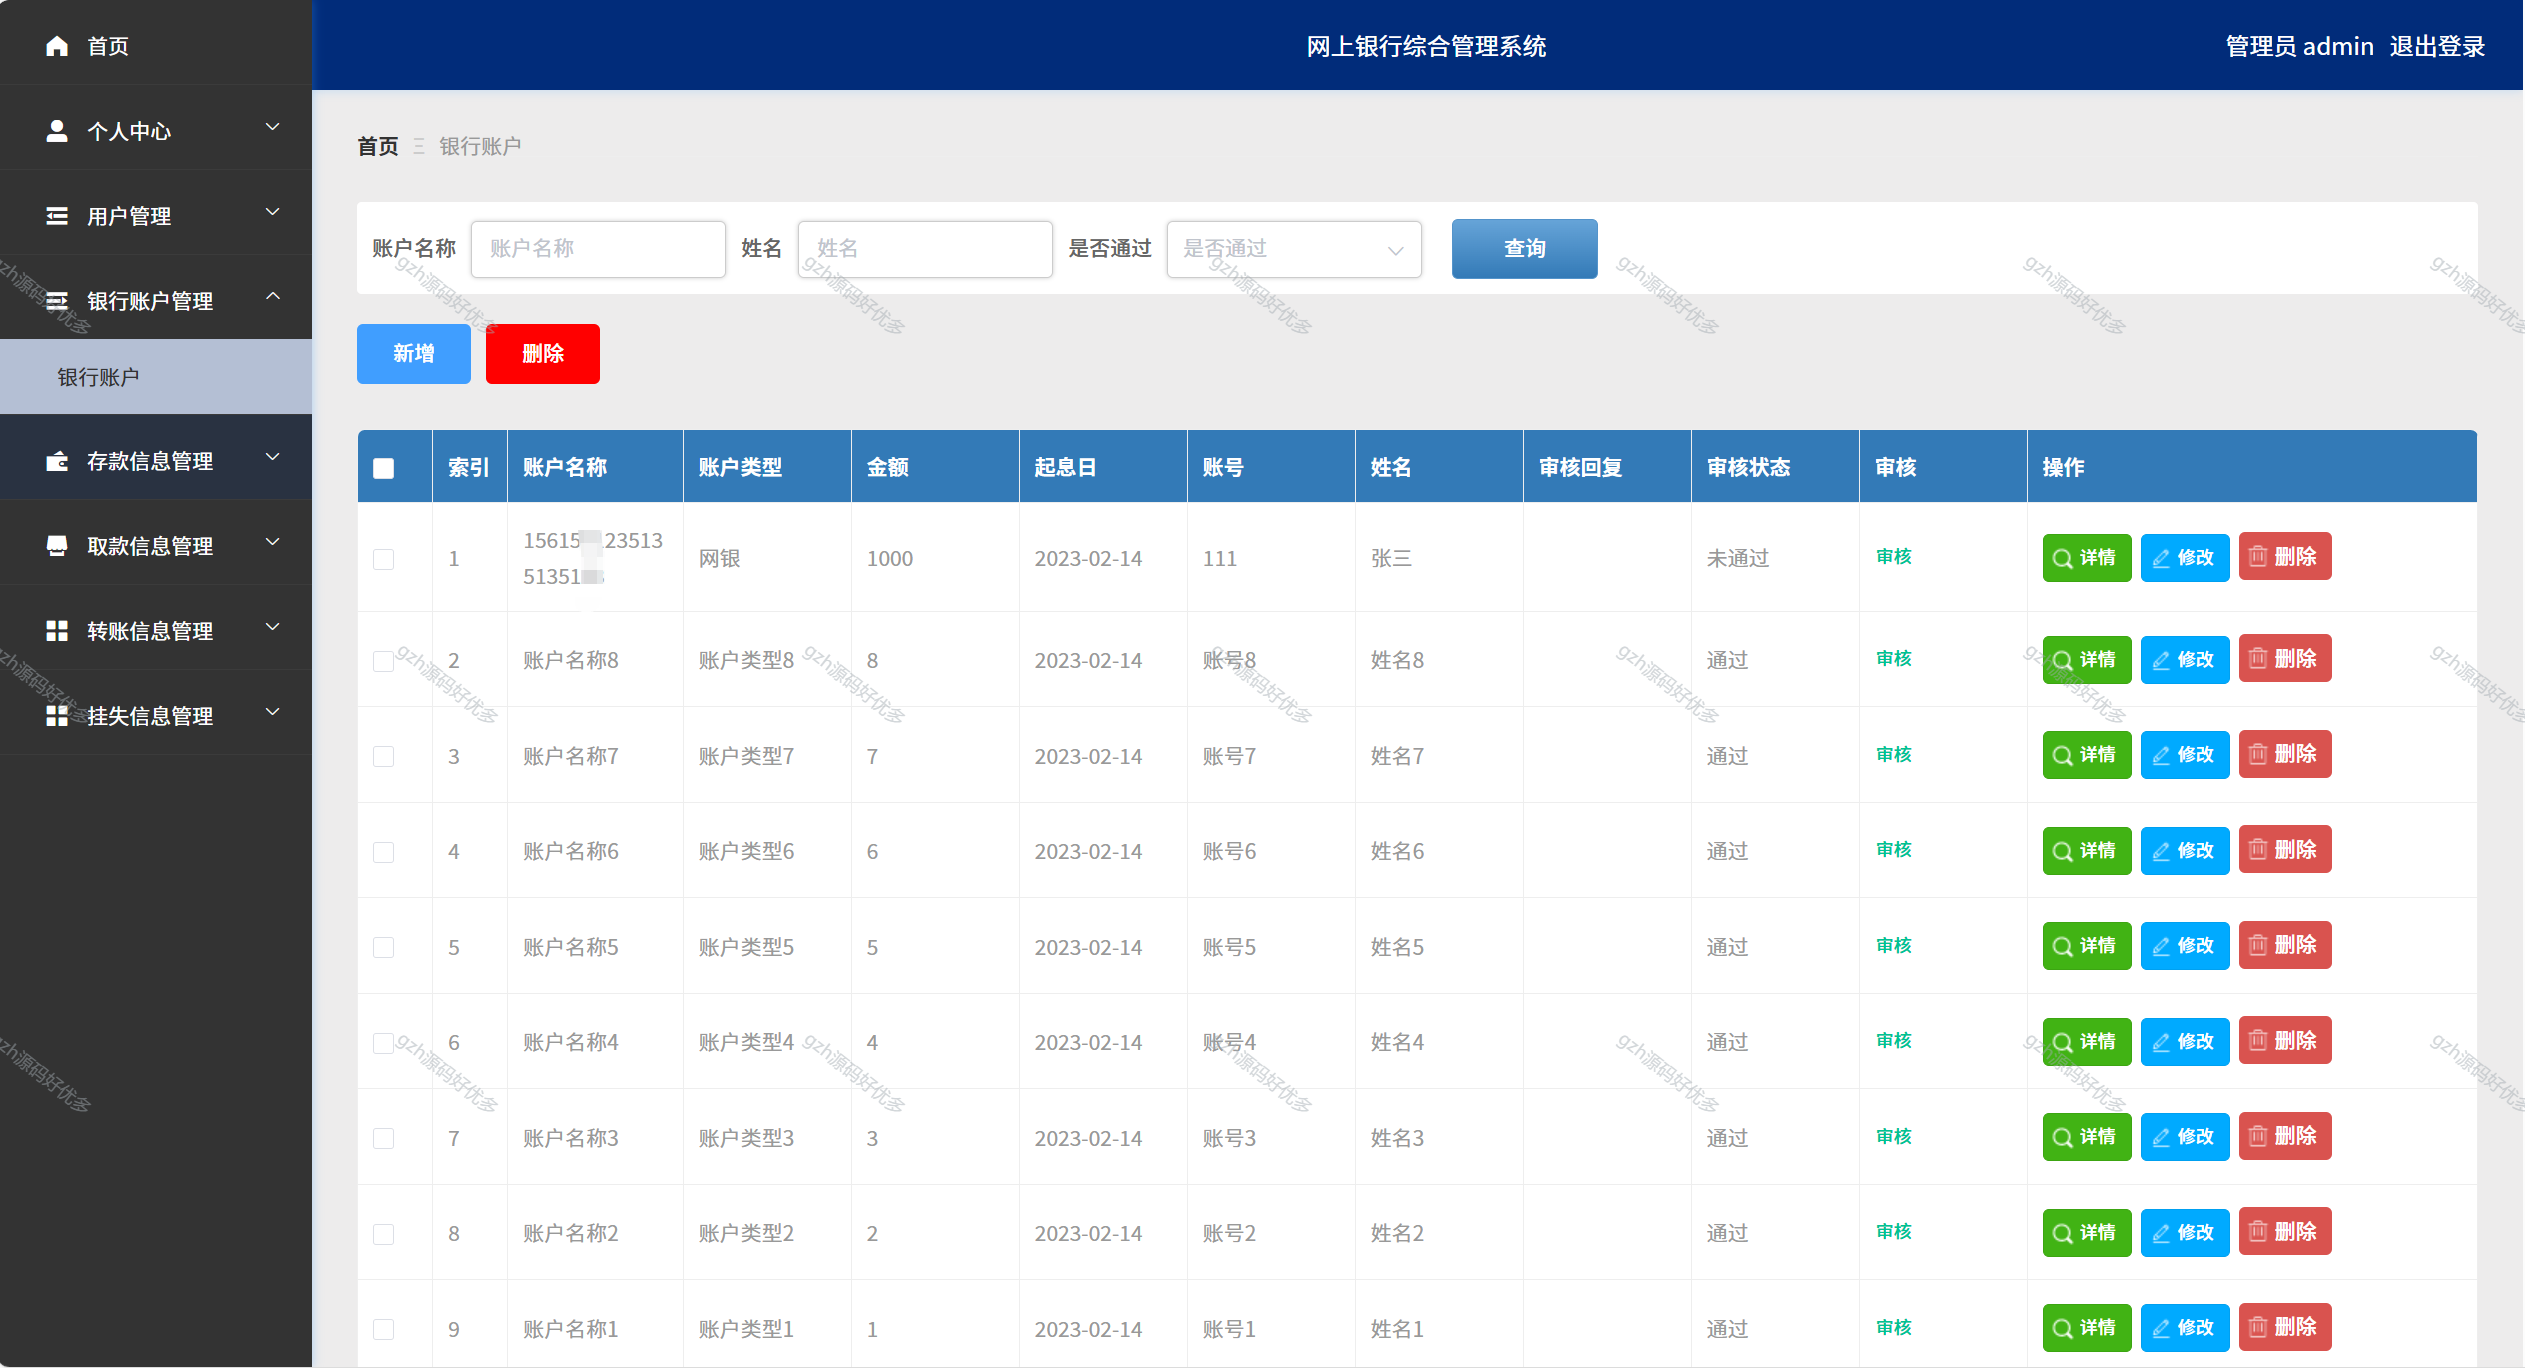 网上银行综合管理系统
管理员 admin 退出登录
首页
个人中心
用户管理
银行账户管理
银行账户
存款信息管理
取款信息管理
转账信息管理
挂失信息管理
首页 银行账户
账户名称 账户名称 姓名 姓名 是否通过 是否通过 查询
新增 删除
索引 账户名称 账户类型 金额 起息日 账号 姓名 审核回复 审核状态 审核 操作
1 网银 1000 2023-02-14 111 张三 未通过 审核 详情 修改 删除
2 账户名称8 账户类型8 8 2023-02-14 账号8 姓名8 通过 审核 详情 修改 删除
3 账户名称7 账户类型7 7 2023-02-14 账号7 姓名7 通过 审核 详情 修改 删除
4 账户名称6 账户类型6 6 2023-02-14 账号6 姓名6 通过 审核 详情 修改 删除
5 账户名称5 账户类型5 5 2023-02-14 账号5 姓名5 通过 审核 详情 修改 删除
6 账户名称4 账户类型4 4 2023-02-14 账号4 姓名4 通过 审核 详情 修改 删除
7 账户名称3 账户类型3 3 2023-02-14 账号3 姓名3 通过 审核 详情 修改 删除
8 账户名称2 账户类型2 2 2023-02-14 账号2 姓名2 通过 审核 详情 修改 删除
9 账户名称1 账户类型1 1 2023-02-14 账号1 姓名1 通过 审核 详情 修改 删除
gzh源码好优多